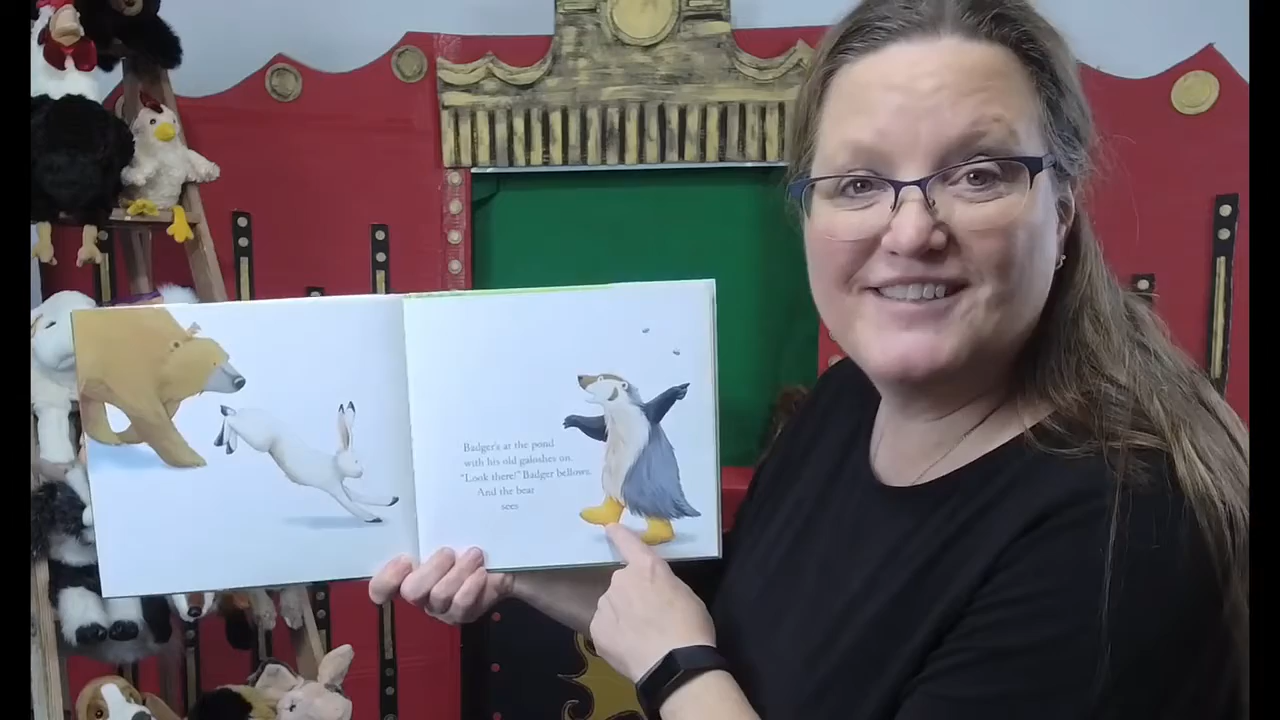 Badger's at the pond
with his old galoshes on.
"Look there!" Badger bellows.
And the bear
sees